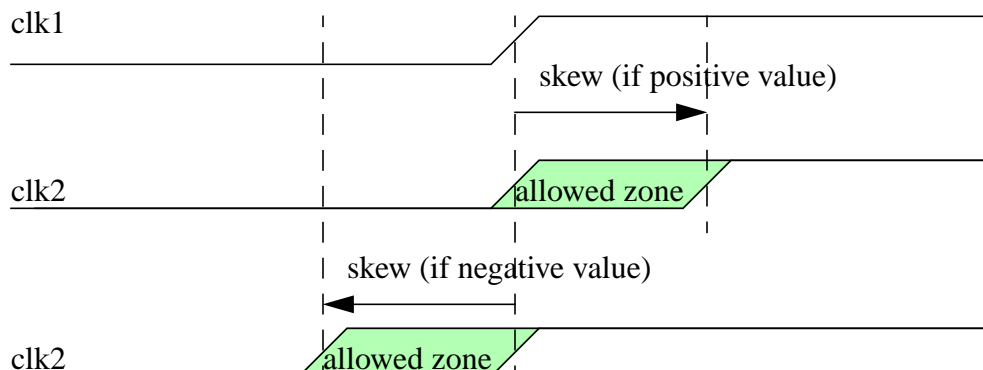 clk1
skew (if positive value)
clk2
allowed zone
skew (if negative value)
clk2
allowed zone